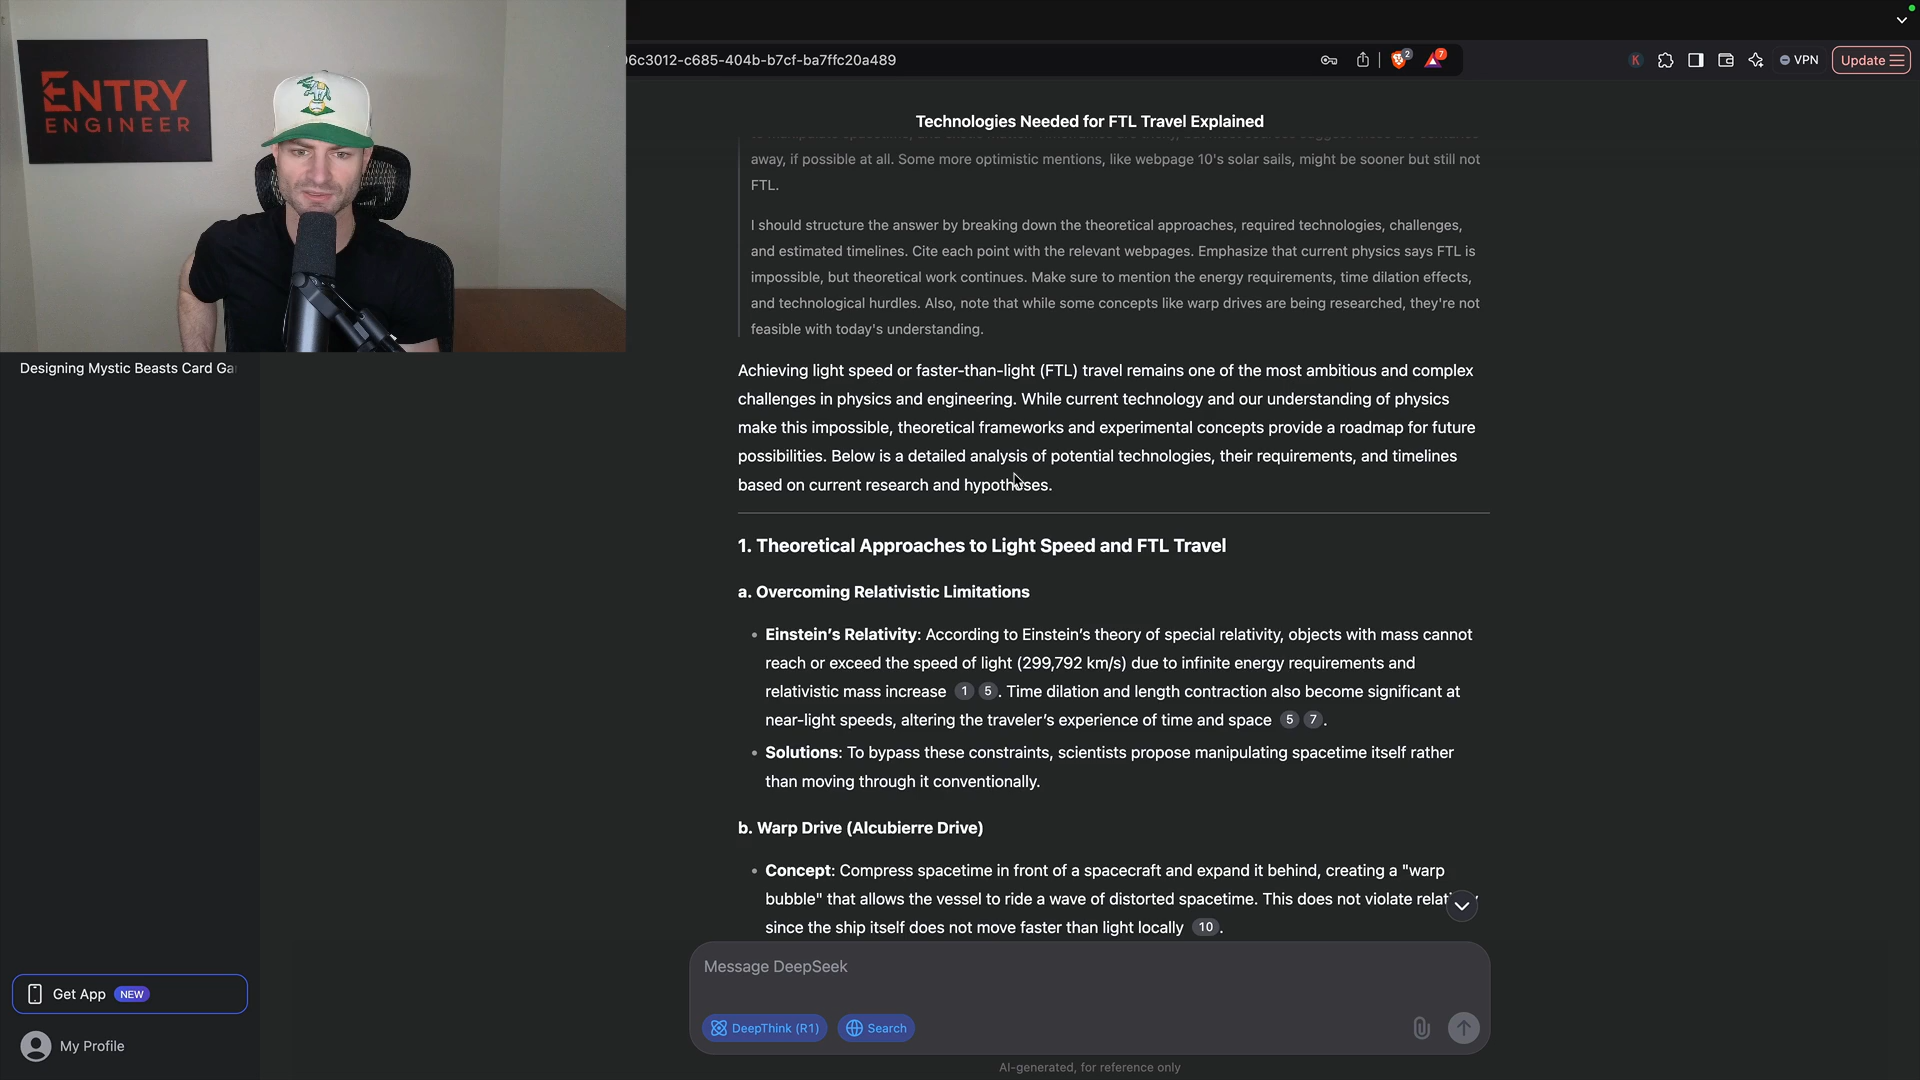 ENTRY
ENGINEER
06c3012-c685-404b-b7cf-ba7ffc20a489
2
7
K
VPN
Update
Technologies Needed for FTL Travel Explained
away, if possible at all. Some more optimistic mentions, like webpage 10's solar sails, might be sooner but still not
FTL.
I should structure the answer by breaking down the theoretical approaches, required technologies, challenges,
and estimated timelines. Cite each point with the relevant webpages. Emphasize that current physics says FTL is
impossible, but theoretical work continues. Make sure to mention the energy requirements, time dilation effects,
and technological hurdles. Also, note that while some concepts like warp drives are being researched, they're not
feasible with today's understanding.
Designing Mystic Beasts Card Ga
Achieving light speed or faster-than-light (FTL) travel remains one of the most ambitious and complex
challenges in physics and engineering. While current technology and our understanding of physics
make this impossible, theoretical frameworks and experimental concepts provide a roadmap for future
possibilities. Below is a detailed analysis of potential technologies, their requirements, and timelines
based on current research and hypotheses.
1. Theoretical Approaches to Light Speed and FTL Travel
a. Overcoming Relativistic Limitations
• Einstein's Relativity: According to Einstein's theory of special relativity, objects with mass cannot
reach or exceed the speed of light (299,792 km/s) due to infinite energy requirements and
relativistic mass increase 1 5. Time dilation and length contraction also become significant at
near-light speeds, altering the traveler's experience of time and space 5 7.
• Solutions: To bypass these constraints, scientists propose manipulating spacetime itself rather
than moving through it conventionally.
b. Warp Drive (Alcubierre Drive)
• Concept: Compress spacetime in front of a spacecraft and expand it behind, creating a "warp
bubble" that allows the vessel to ride a wave of distorted spacetime. This does not violate relati
since the ship itself does not move faster than light locally 10.
Message DeepSeek
DeepThink (R1)
Search
Get App NEW
My Profile
AI-generated, for reference only